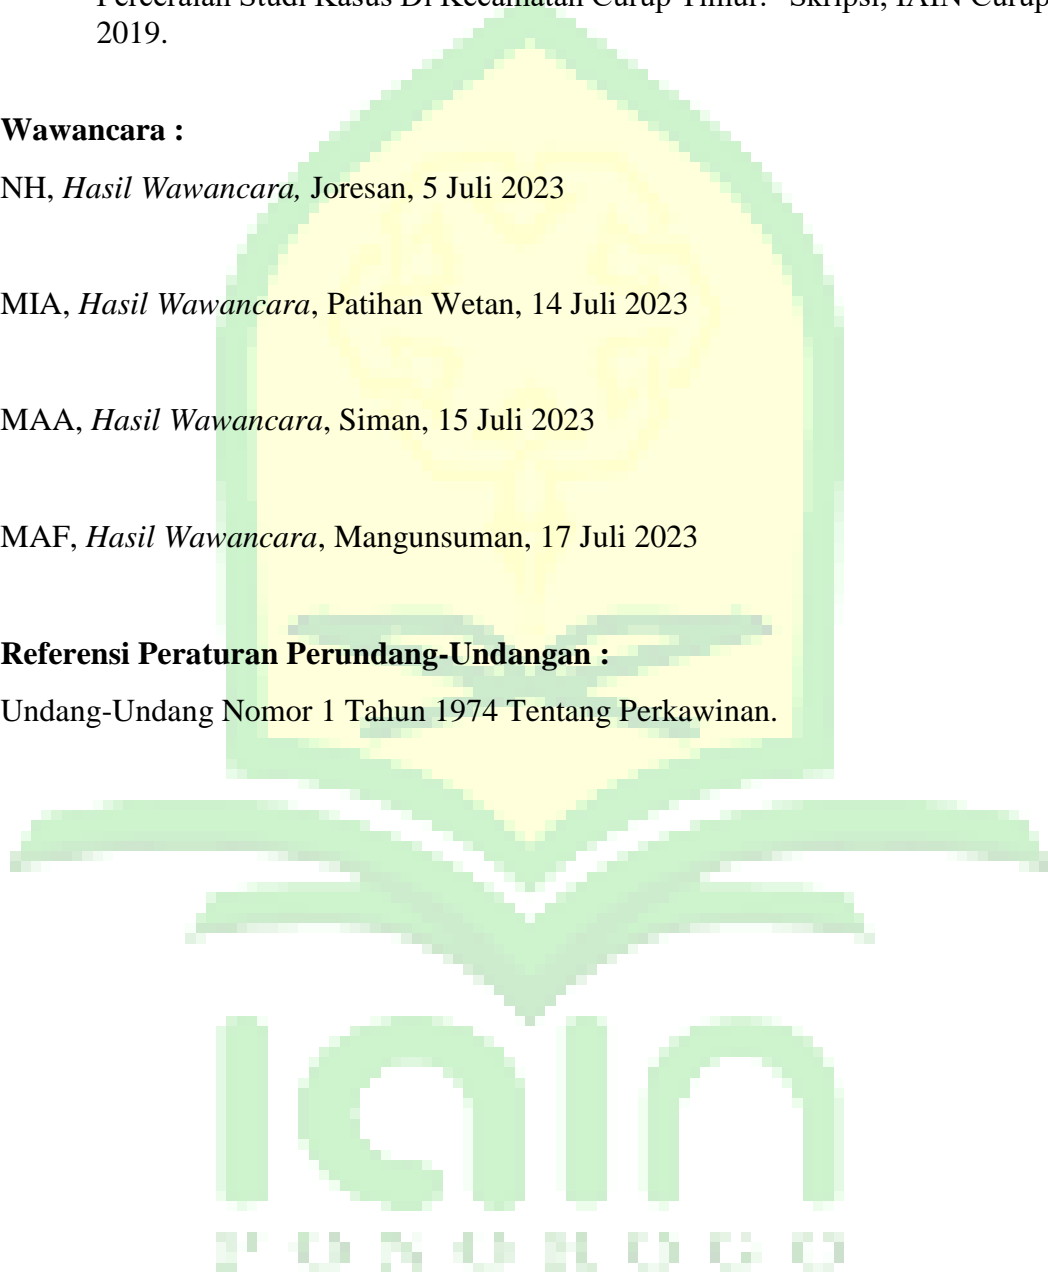 Perceraian Studi Kasus Di Kecamatan Curup Timur." Skripsi, IAIN Curup
2019.
Wawancara :
NH, Hasil Wawancara, Joresan, 5 Juli 2023
MIA, Hasil Wawancara, Patihan Wetan, 14 Juli 2023
MAA, Hasil Wawancara, Siman, 15 Juli 2023
MAF, Hasil Wawancara, Mangunsuman, 17 Juli 2023
Referensi Peraturan Perundang-Undangan :
Undang-Undang Nomor 1 Tahun 1974 Tentang Perkawinan.
iain
PONOROGO